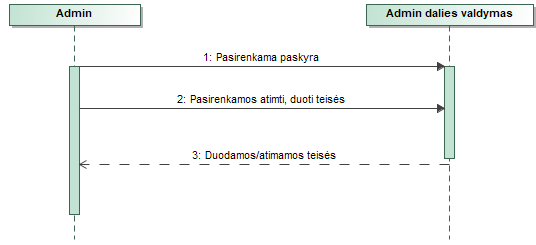 Admin
Admin dalies valdymas
1: Pasirenkama paskyra
2: Pasirenkamos atimti, duoti teisės
3: Duodamos/atimamos teisės